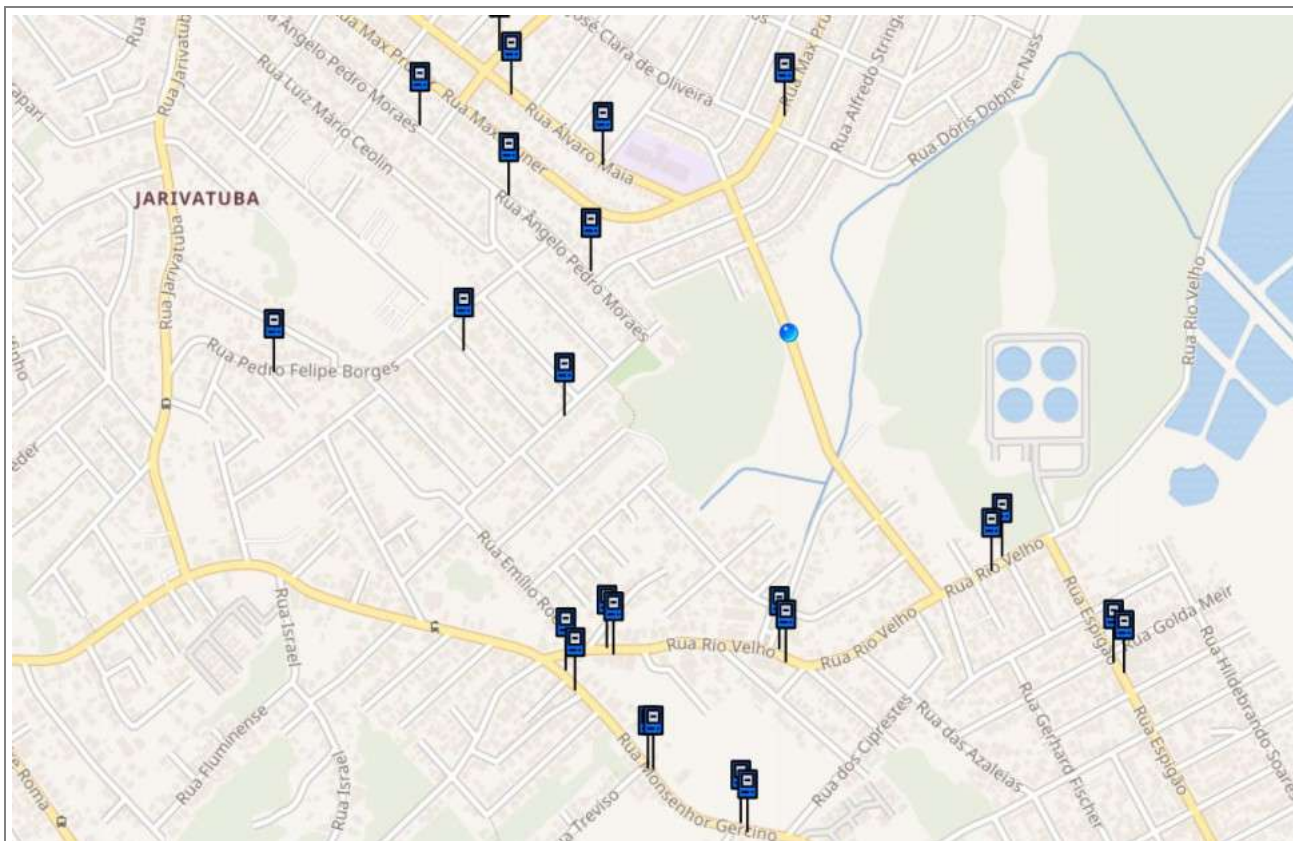 Rua
Rua Jarivatuba
Rua Ângelo Pedro Moraes
Rua Luiz Mário Ceolin
José Clara de Oliveira
Rua Max
Rua Alfredo Stringa
Rua Dóris Dobner Nass
Rua Álvaro Maia
JARIVATUBA
Rua Ângelo Pedro Moraes
Rua Jarivatuba
Rua Rio Velho
Rua Pedro Felipe Borges
Rua Emílio
Rua Rio Velho
Rua Israel
Rua Rio Velho
Rua Rio Velho
Rua Espigão
Rua Golda Meir
Rua Hildebrando Soares
Rua Fluminense
Rua Israel
Rua Monsenhor Gercino
Rua dos Ciprestes
Rua das Azaleias
Rua Gerhard Fischer
Rua Espigão
Roma
Treviso